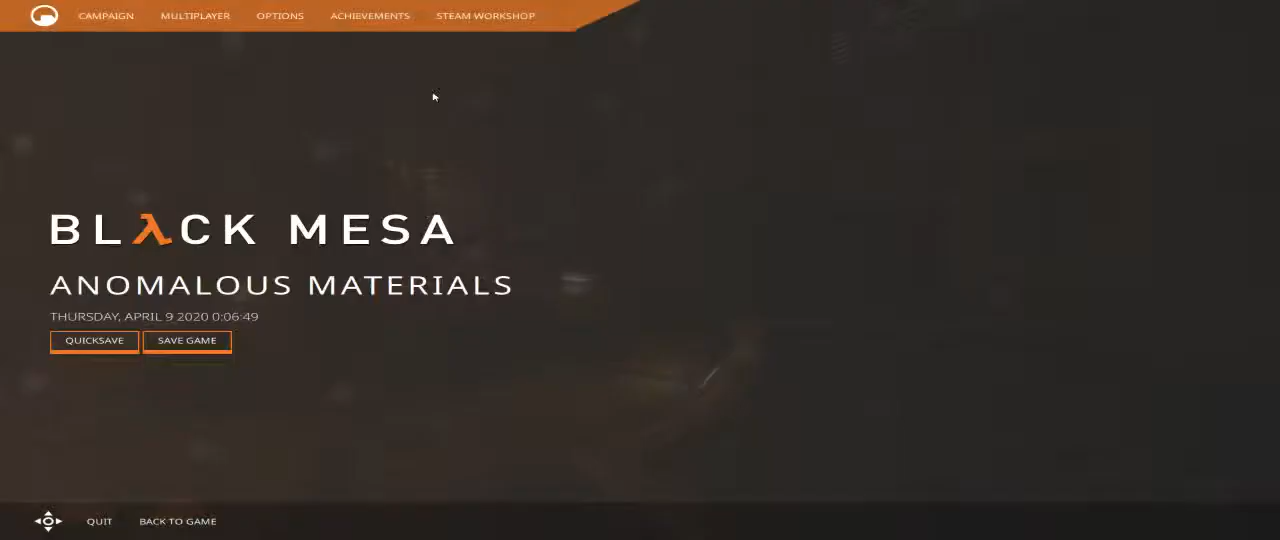 CAMPAIGN MULTIPLAYER OPTIONS ACHIEVEMENTS STEAM WORKSHOP
BLACK MESA
ANOMALOUS MATERIALS
THURSDAY, APRIL 9 2020 0:06:49
QUICKSAVE SAVE GAME
QUIT BACK TO GAME